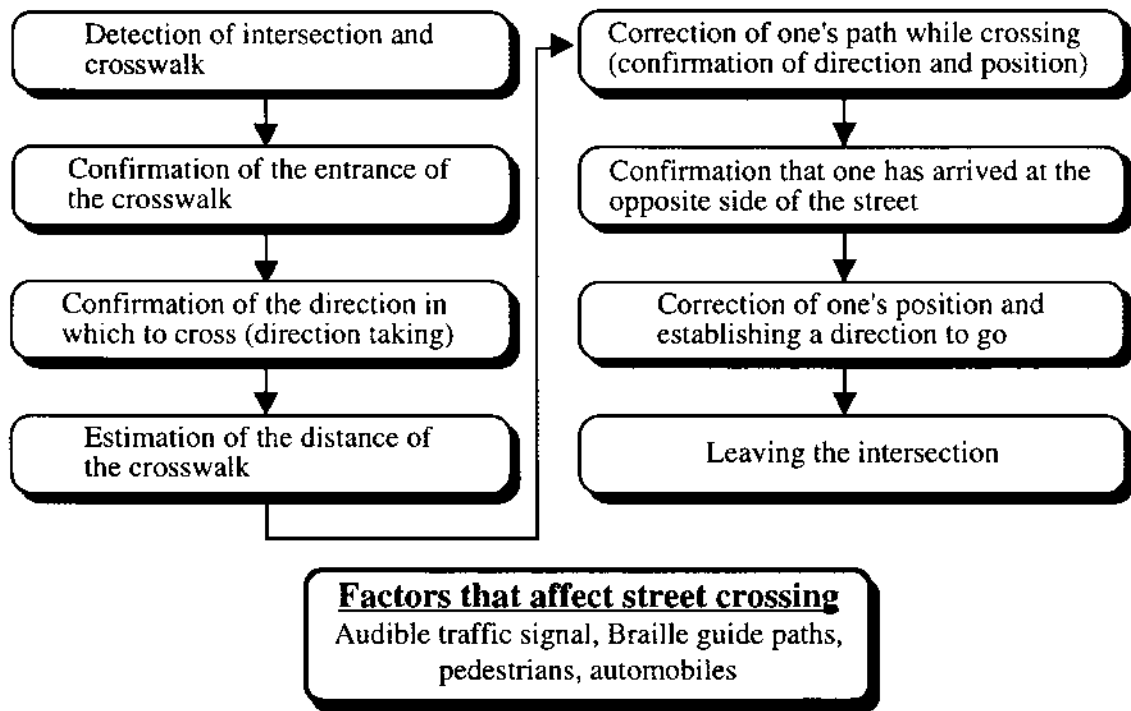 Detection of intersection and
crosswalk
Confirmation of the entrance of
the crosswalk
Confirmation of the direction in
which to cross (direction taking)
Estimation of the distance of
the crosswalk
Correction of one's path while crossing
(confirmation of direction and position)
Confirmation that one has arrived at the
opposite side of the street
Correction of one's position and
establishing a direction to go
Leaving the intersection
Factors that affect street crossing
Audible traffic signal, Braille guide paths,
pedestrians, automobiles